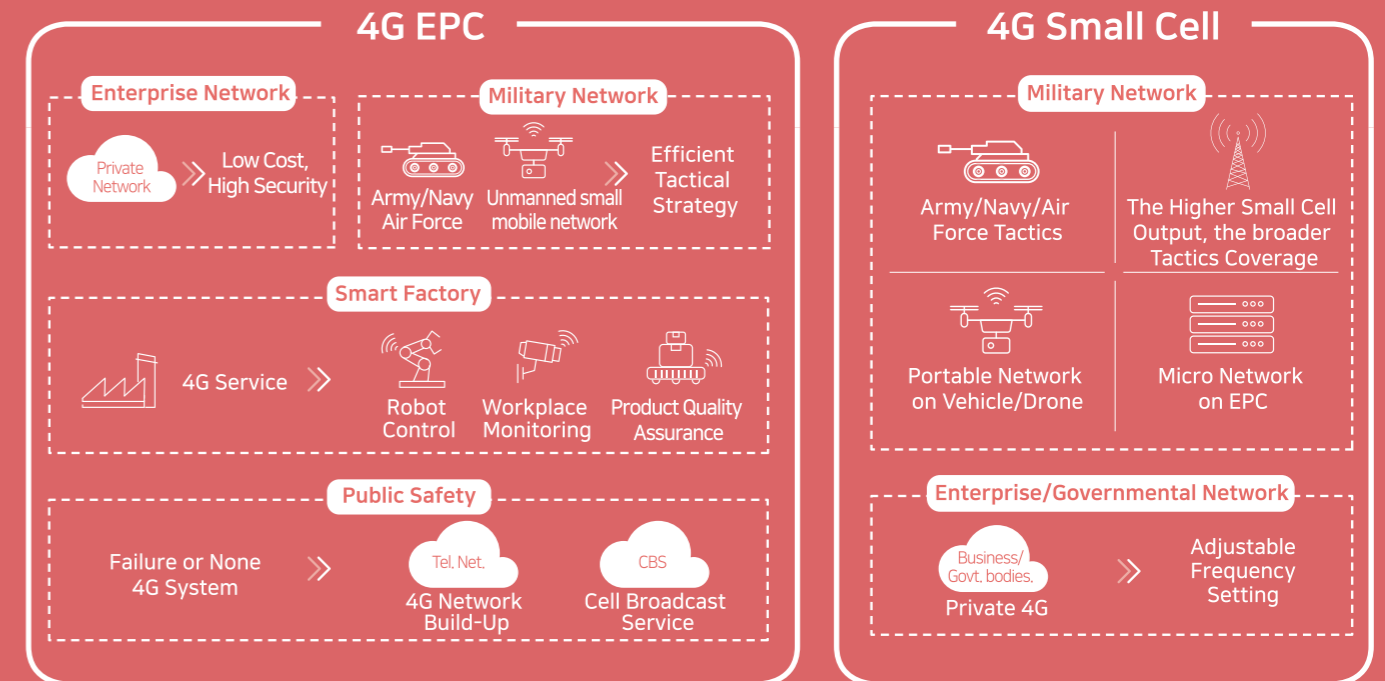 4G EPC
Enterprise Network
Private
Network
Low Cost,
High Security
Military Network
Army/Navy
Air Force
Unmanned small
mobile network
Efficient
Tactical
Strategy
Smart Factory
4G Service
Robot
Control
Workplace
Monitoring
Product Quality
Assurance
Public Safety
Failure or None
4G System
Tel. Net.
4G Network
Build-Up
CBS
Cell Broadcast
Service
4G Small Cell
Military Network
Army/Navy/Air
Force Tactics
The Higher Small Cell
Output, the broader
Tactics Coverage
Portable Network
on Vehicle/Drone
Micro Network
on EPC
Enterprise/Governmental Network
Business/
Govt. bodies.
Private 4G
Adjustable
Frequency
Setting